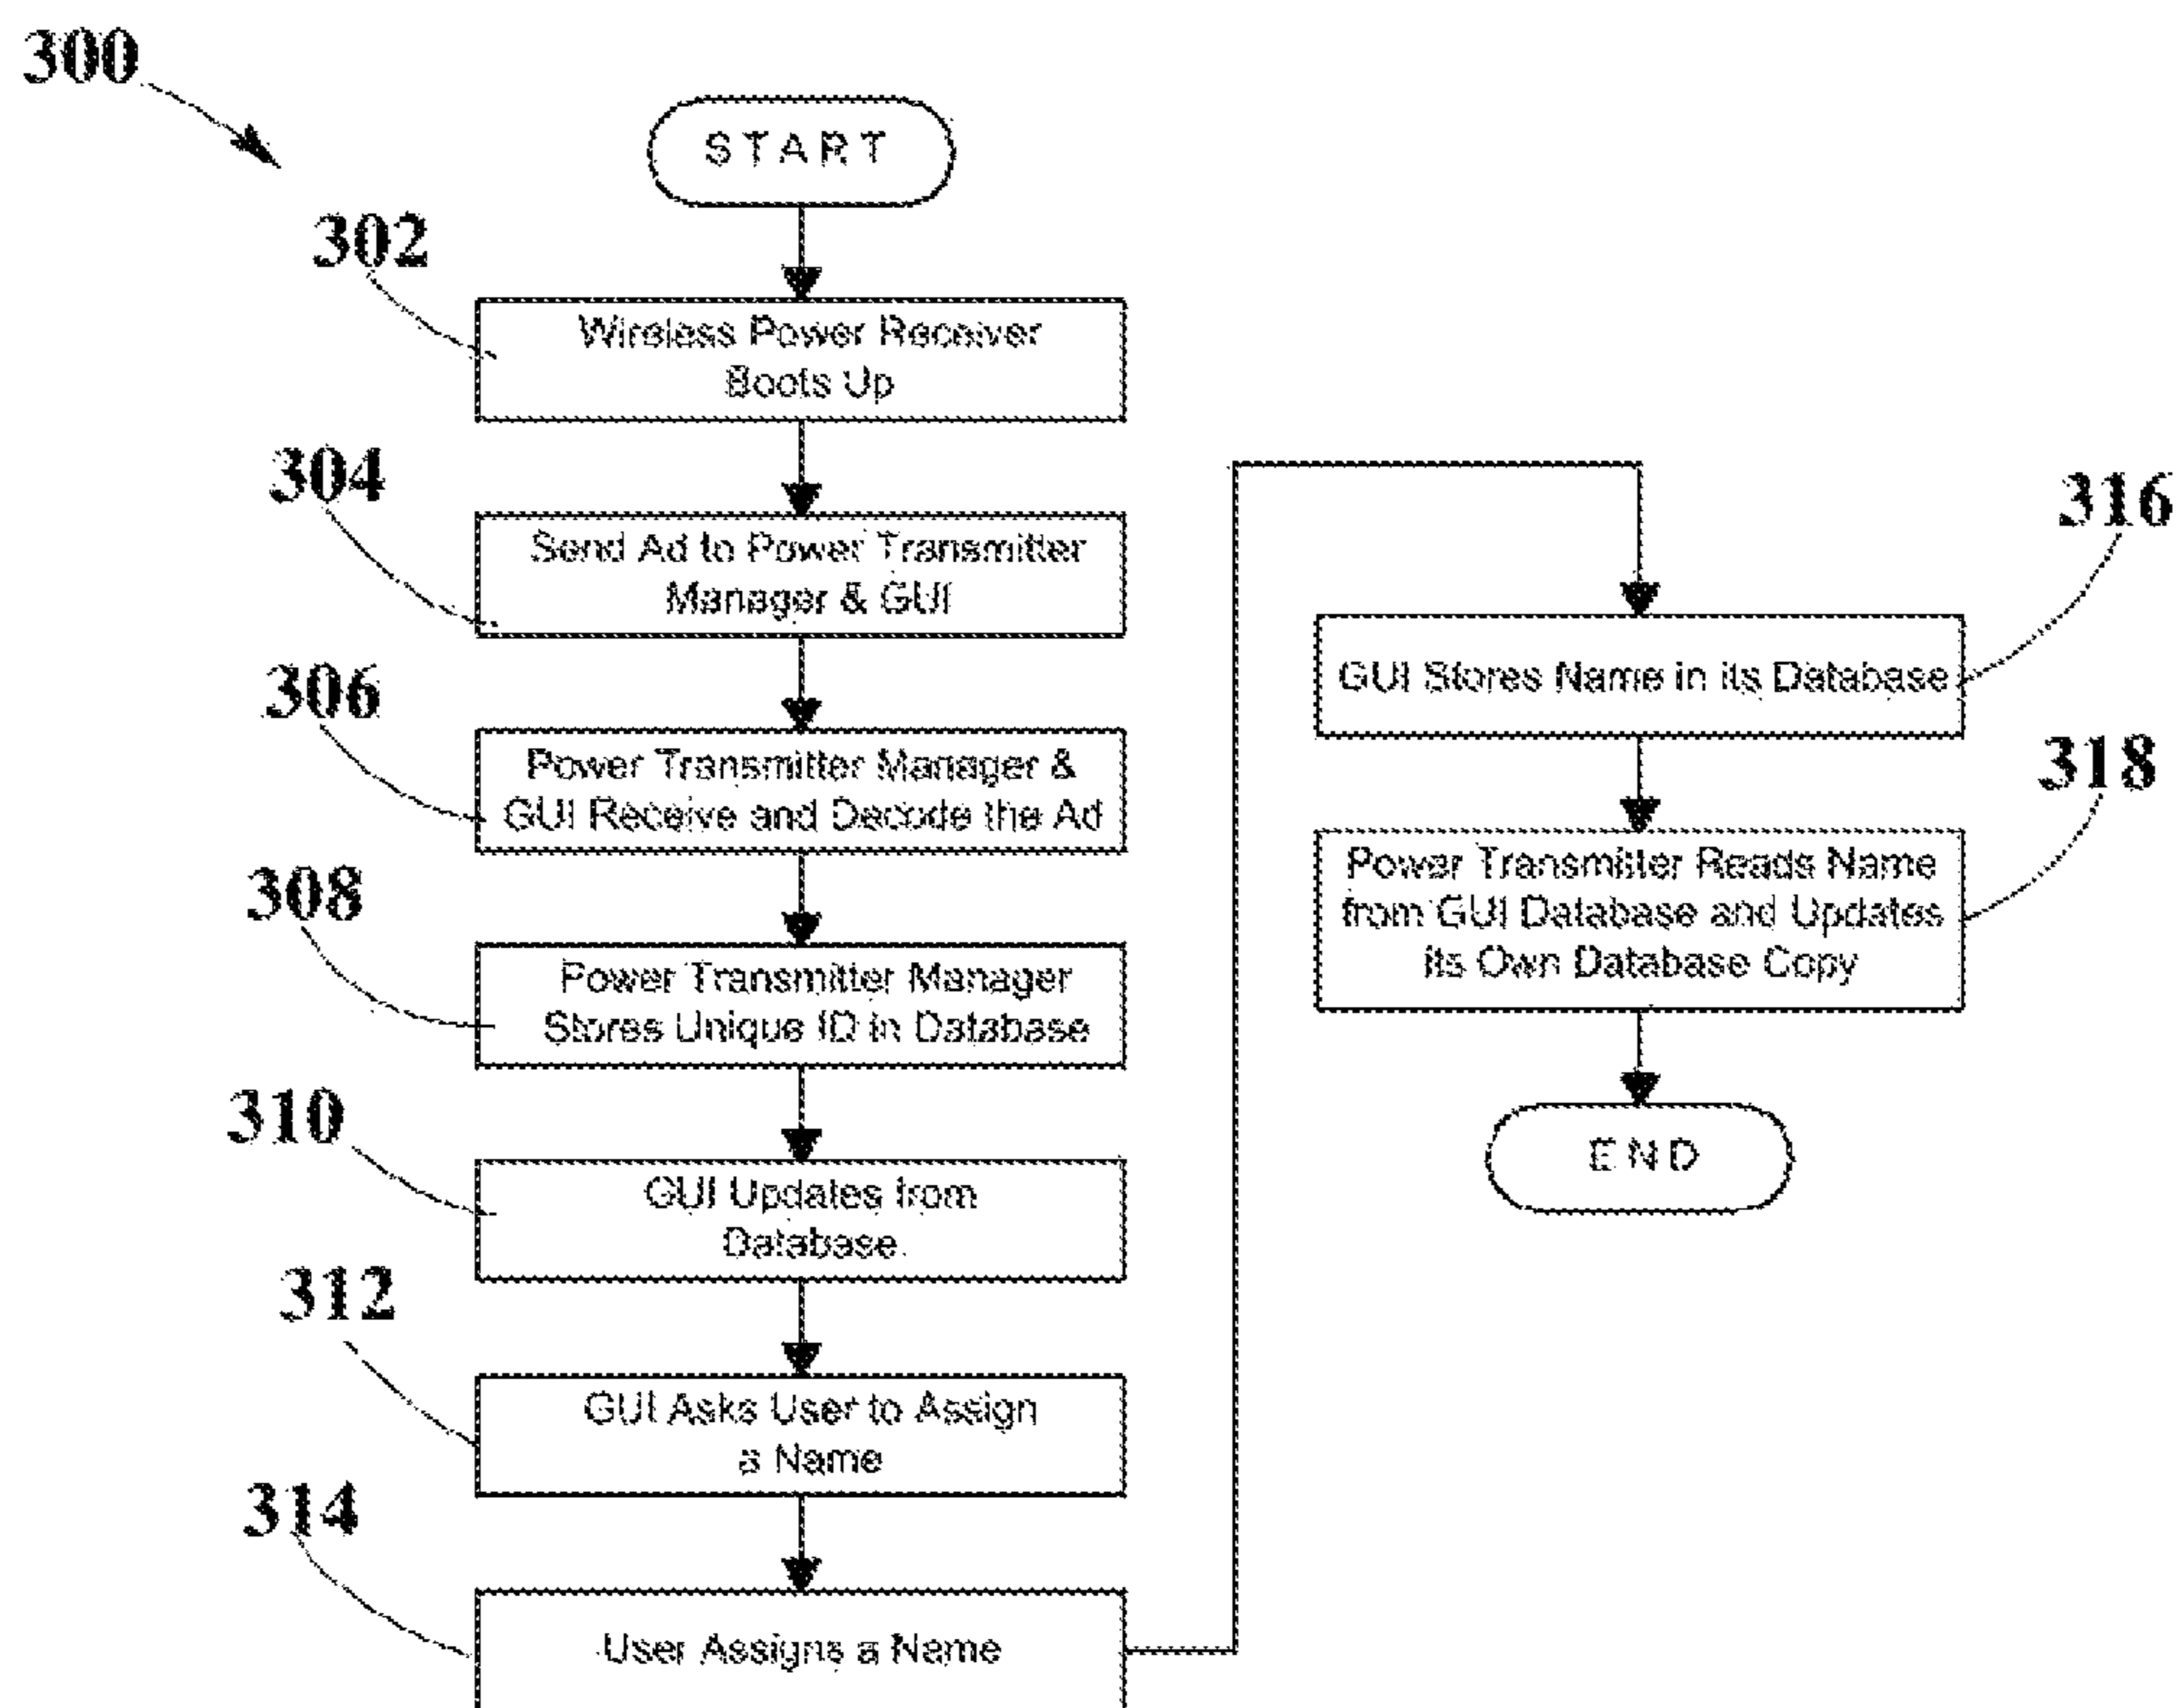 300
START
302
Wireless Power Receiver
Boots Up
304
Send Ad to Power Transmitter
Manager & GUI
306
Power Transmitter Manager &
GUI Receive and Decode the Ad
308
Power Transmitter Manager
Stores Unique ID in Database
310
GUI Updates from
Database.
312
GUI Asks User to Assign
a Name
314
User Assigns a Name
316
GUI Stores Name in its Database
318
Power Transmitter Reads Name
from GUI Database and Updates
its Own Database Copy
END